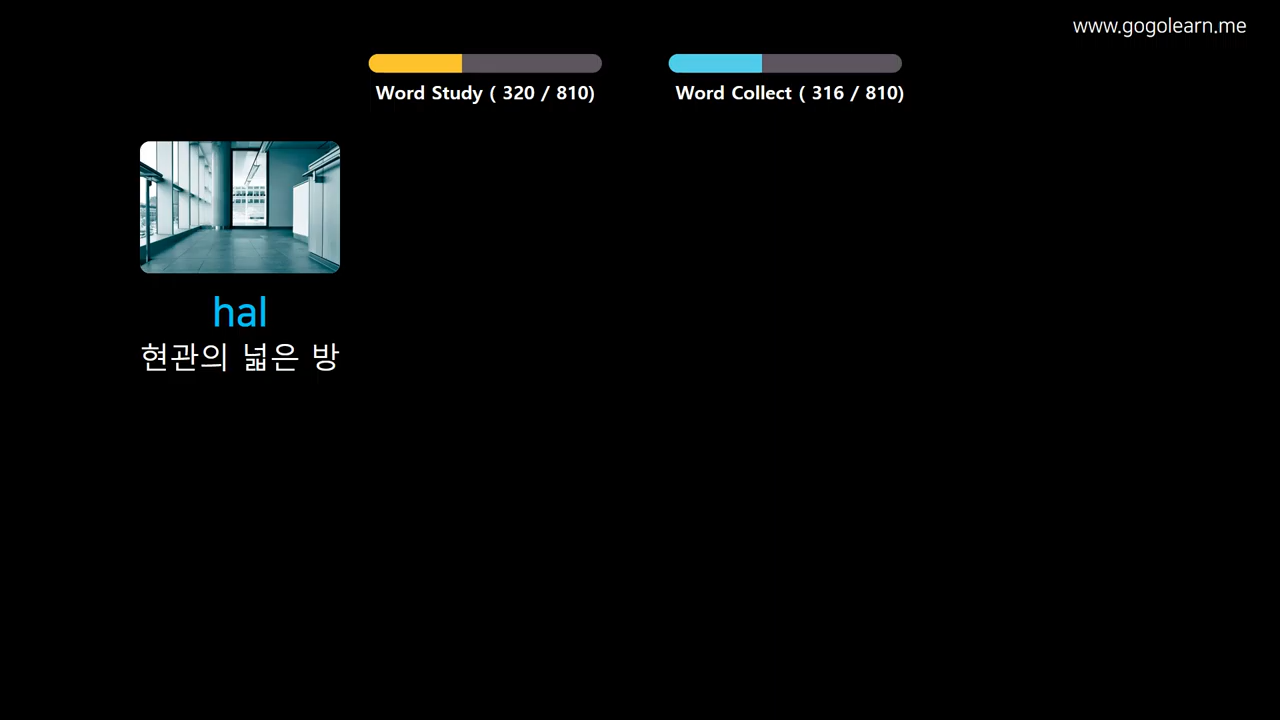 www.gogolearn.me
Word Study ( 320 / 810)
Word Collect ( 316 / 810)
hal
현관의 넓은 방